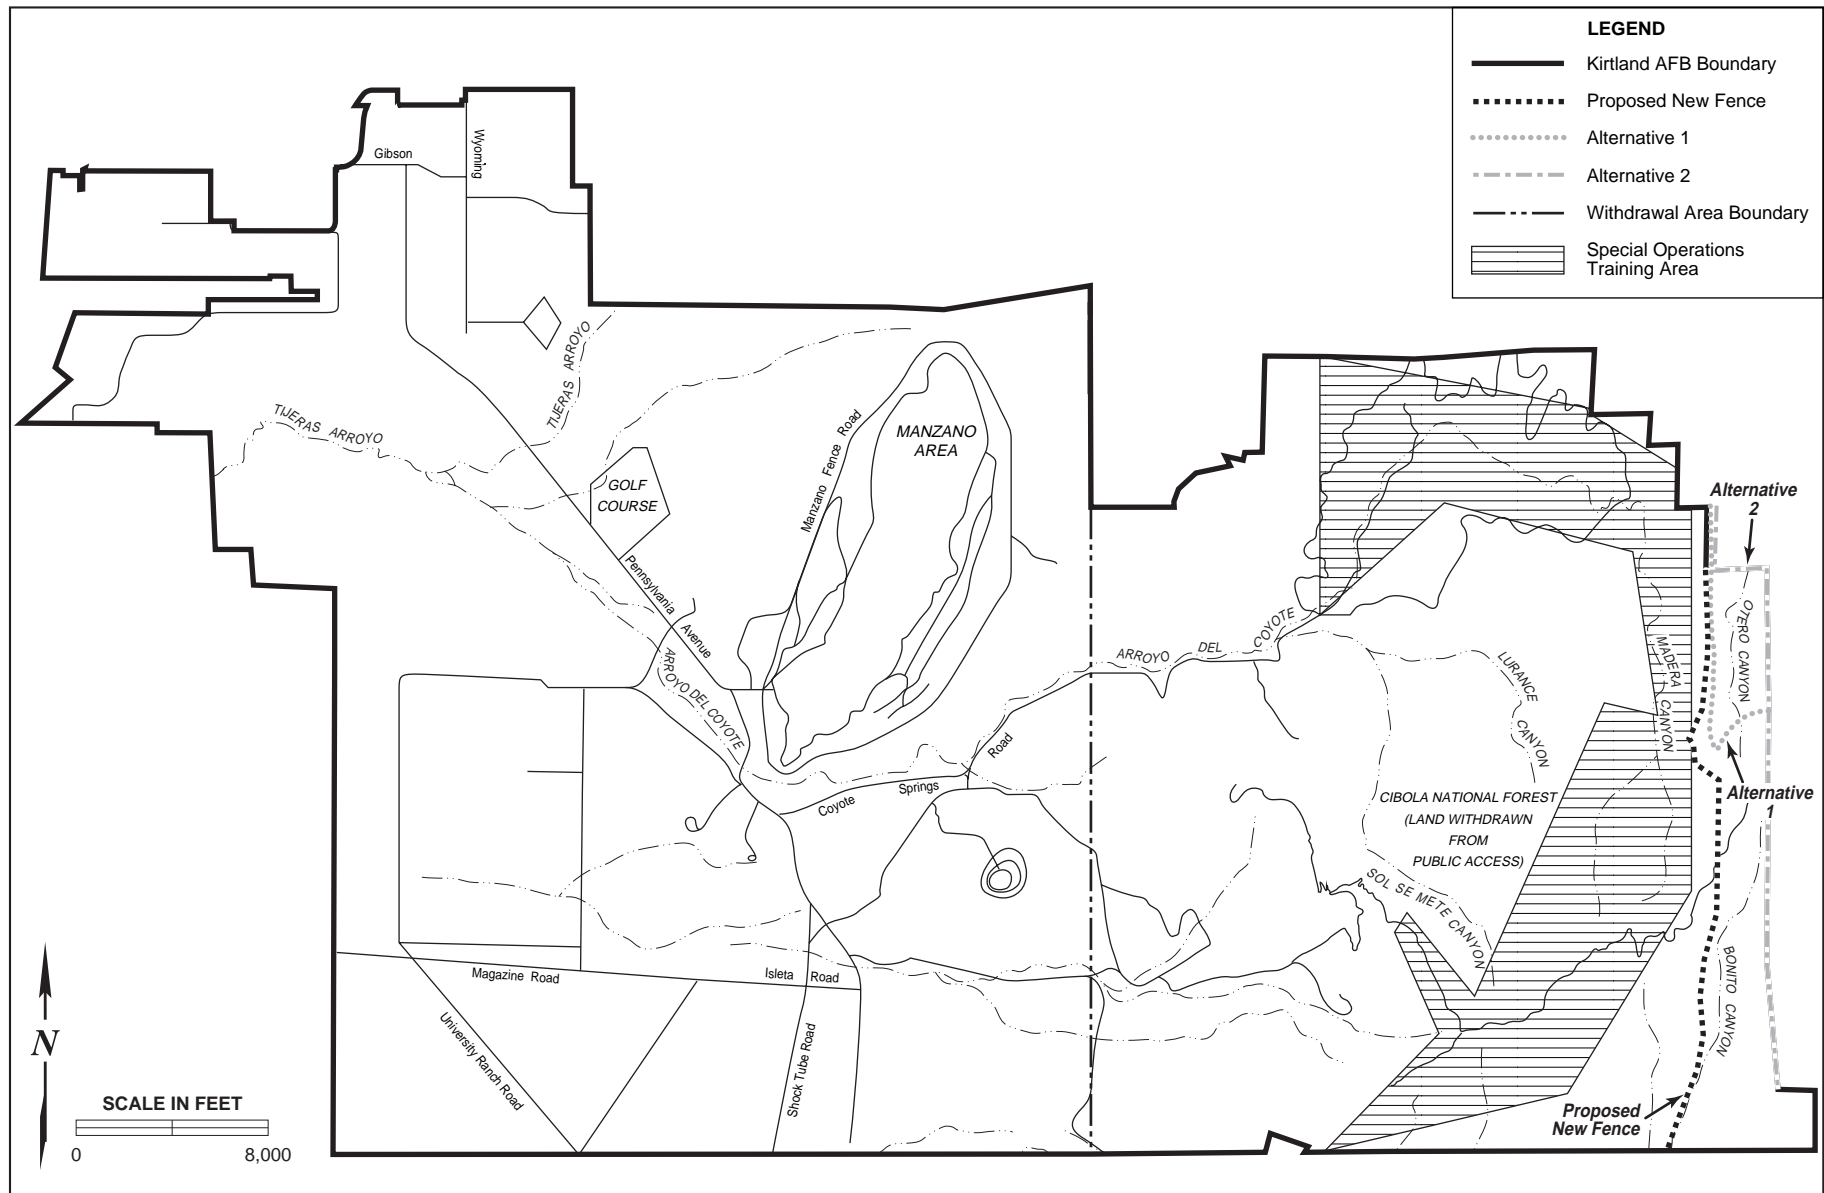 LEGEND
Kirtland AFB Boundary
Proposed New Fence
Alternative 1
Alternative 2
Withdrawal Area Boundary
Special Operations
Training Area
Gibson
Wyoming
TIJERAS ARROYO
TIJERAS ARROYO
GOLF
COURSE
Manzano Fence Road
MANZANO
AREA
Pennsylvania Avenue
ARROYO DEL COYOTE
ARROYO DEL COYOTE
Coyote Springs Road
LURANCE CANYON
MADERA CANYON
OTERO CANYON
Alternative
2
Alternative
1
CIBOLA NATIONAL FOREST
(LAND WITHDRAWN
FROM
PUBLIC ACCESS)
SOL SE METE CANYON
BONITO CANYON
Magazine Road
Isleta Road
University Ranch Road
Shock Tube Road
Proposed
New Fence
N
SCALE IN FEET
0 8,000